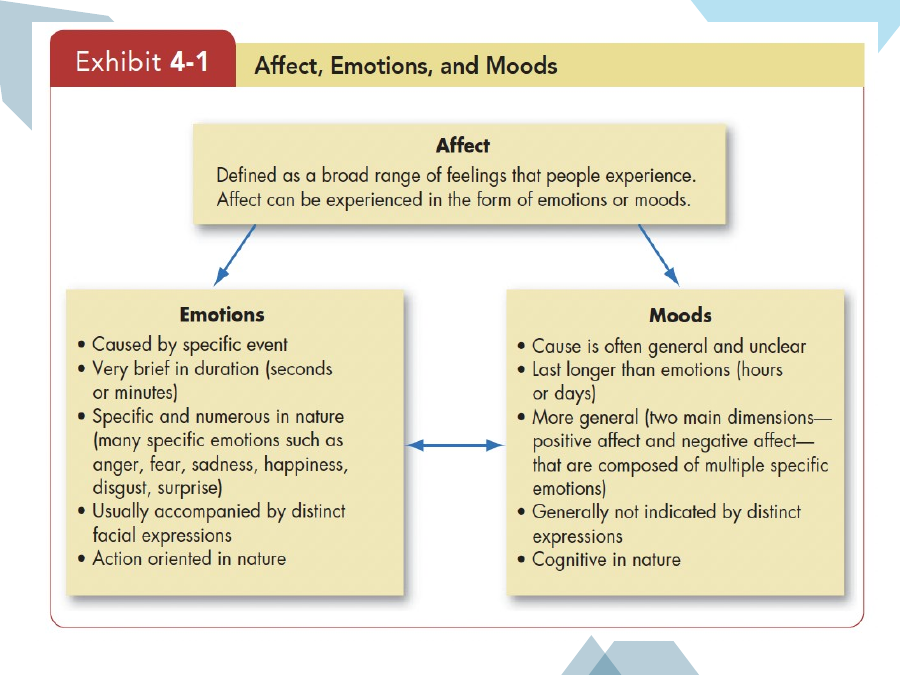 Exhibit 4-1
Affect, Emotions, and Moods
Affect
Defined as a broad range of feelings that people experience.
Affect can be experienced in the form of emotions or moods.
Emotions
• Caused by specific event
• Very brief in duration (seconds
or minutes)
• Specific and numerous in nature
(many specific emotions such as
anger, fear, sadness, happiness,
disgust, surprise)
• Usually accompanied by distinct
facial expressions
• Action oriented in nature
Moods
• Cause is often general and unclear
• Last longer than emotions (hours
or days)
• More general (two main dimensions—
positive affect and negative affect—
that are composed of multiple specific
emotions)
• Generally not indicated by distinct
expressions
• Cognitive in nature